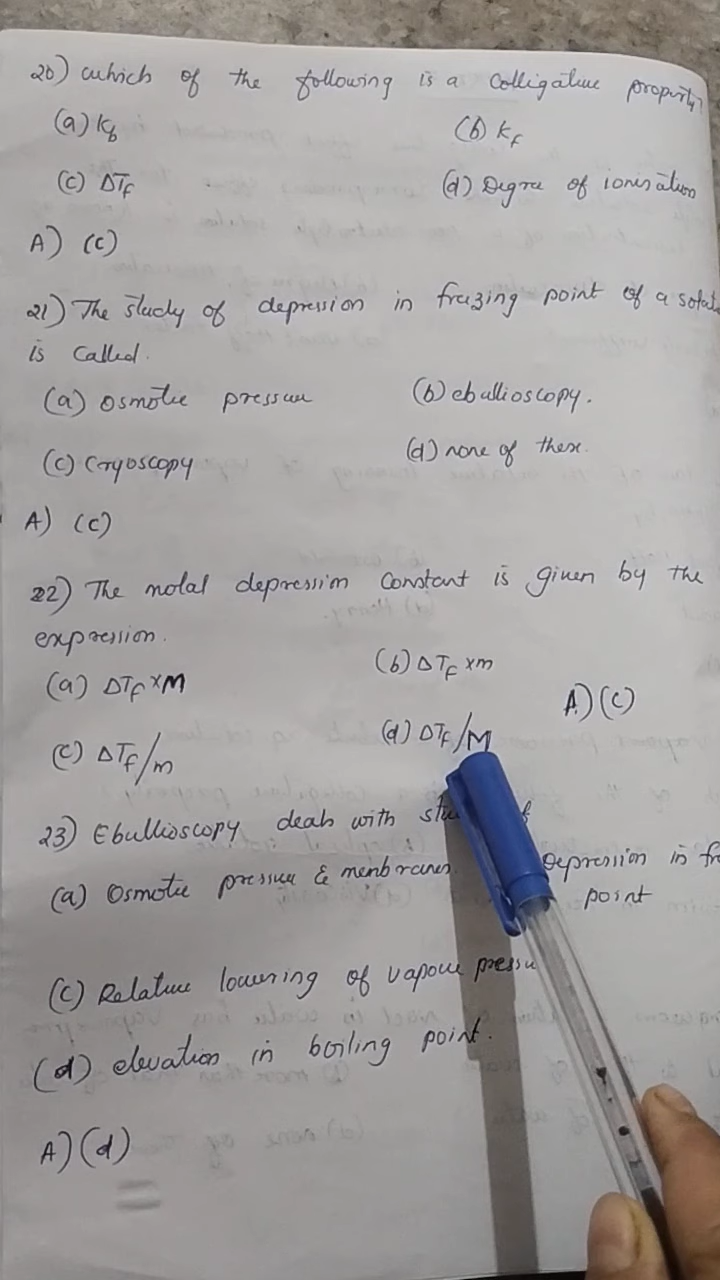 20) which of the following is a Colligative property?
(a) Kb (b) Kf
(c) ΔTf (d) Degree of ionisation
A) (c)
21) The study of depression in freezing point of a
is called.
(a) Osmotic pressure (b) ebullioscopy.
(c) Cryoscopy (d) none of these.
A) (c)
22) The molal depression Constant is given by the
expression.
(a) ΔTf × M (b) ΔTf × m
(c) ΔTf/m (d) ΔTf/M A) (C)
23) Ebullioscopy deals with
(a) Osmotic pressure & menbranes. Depression in
point
(c) Relative lowering of vapour
(d) elevation in boiling point.
A) (d)